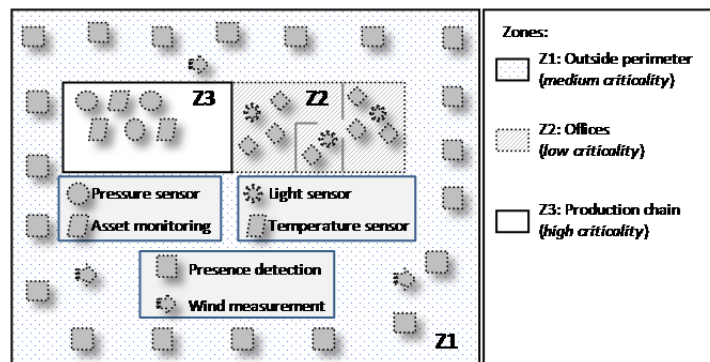 Z3
Z2
Pressure sensor
Asset monitoring
Light sensor
Temperature sensor
Presence detection
Wind measurement
Z1
Zones:
Z1: Outside perimeter
(medium criticality)
Z2: Offices
(low criticality)
Z3: Production chain
(high criticality)